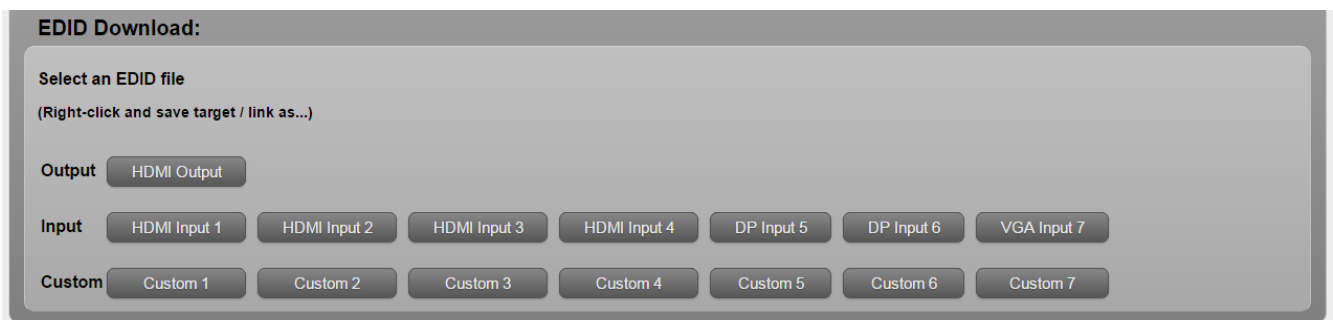 EDID Download:
Select an EDID file
(Right-click and save target / link as...)
Output HDMI Output
Input HDMI Input 1 HDMI Input 2 HDMI Input 3 HDMI Input 4 DP Input 5 DP Input 6 VGA Input 7
Custom Custom 1 Custom 2 Custom 3 Custom 4 Custom 5 Custom 6 Custom 7